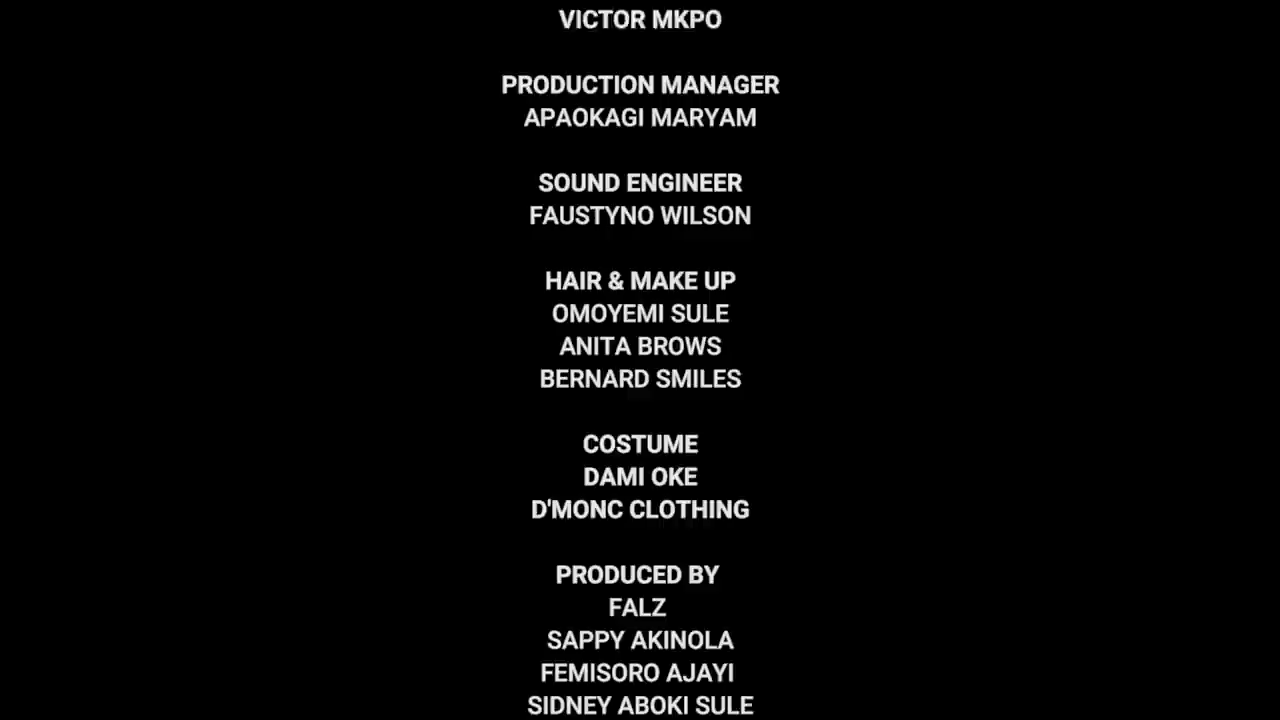 VICTOR MKPO
PRODUCTION MANAGER
APAOKAGI MARYAM
SOUND ENGINEER
FAUSTYNO WILSON
HAIR & MAKE UP
OMOYEMI SULE
ANITA BROWS
BERNARD SMILES
COSTUME
DAMI OKE
D'MONC CLOTHING
PRODUCED BY
FALZ
SAPPY AKINOLA
FEMISORO AJAYI
SIDNEY ABOKI SULE